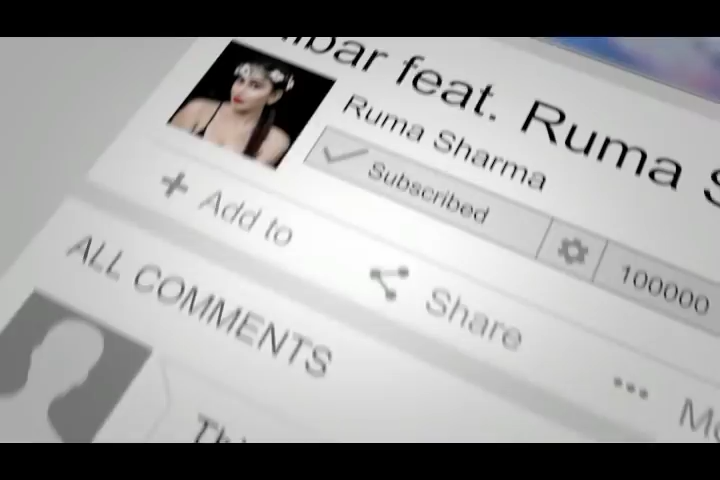 feat. Ruma
Ruma Sharma
Subscribed
100000
Add to
Share
ALL COMMENTS